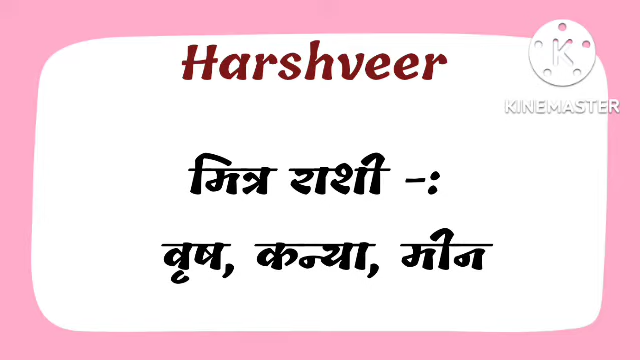 Harshveer
K
KINEMASTER
मित्र राशी -:
वृष, कन्या, मीन